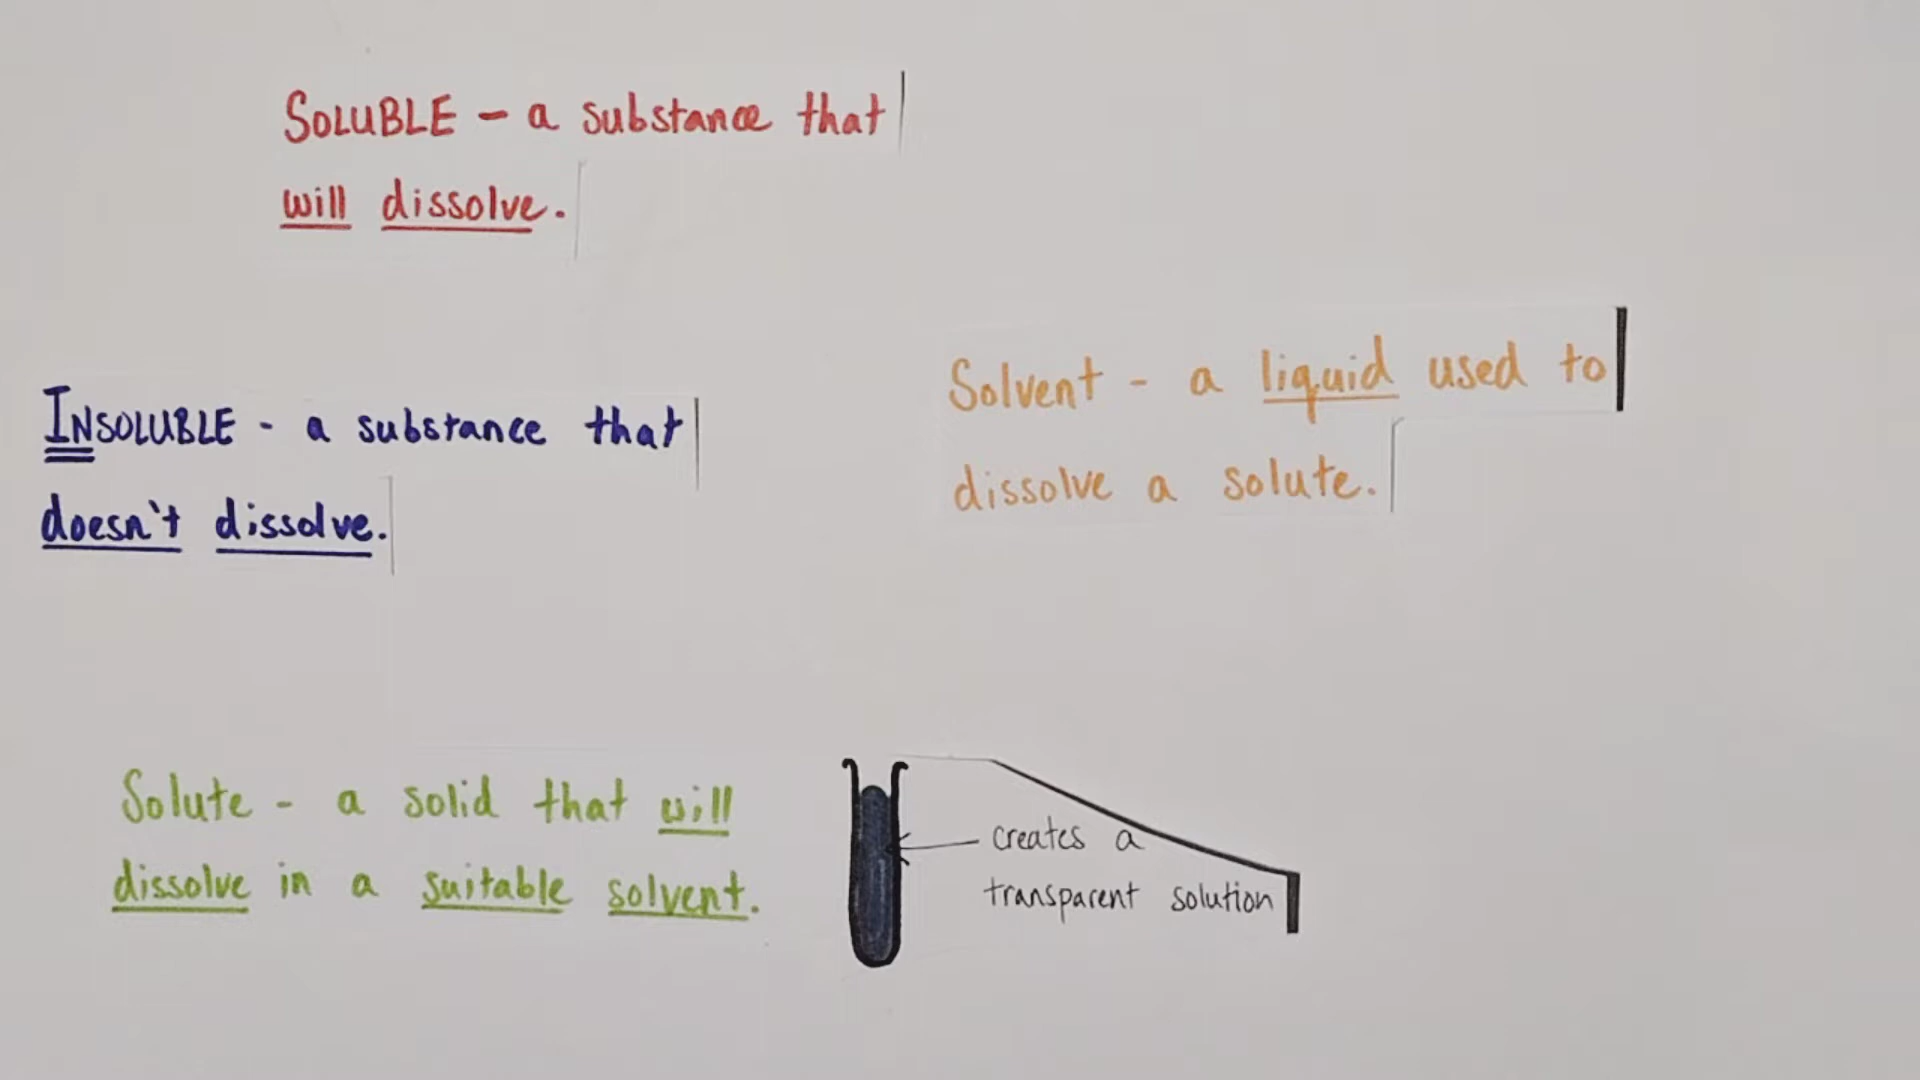 SOLUBLE - a substance that
will dissolve.
INSOLUBLE - a substance that
doesn't dissolve.
Solvent - a liquid used to
dissolve a solute.
Solute - a solid that will
dissolve in a suitable solvent.
creates a
transparent solution